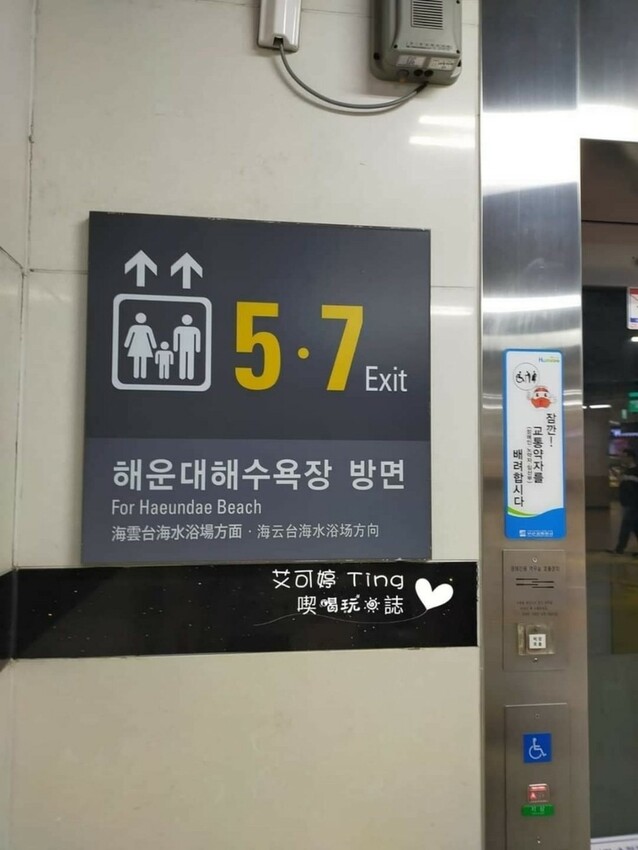 5·7 Exit
해운대해수욕장 방면
For Haeundae Beach
海雲台海水浴場方面·海云台海水浴场方向
艾可婷 Ting
喫喝玩樂誌
잠깐!
교통약자를
배려합시다